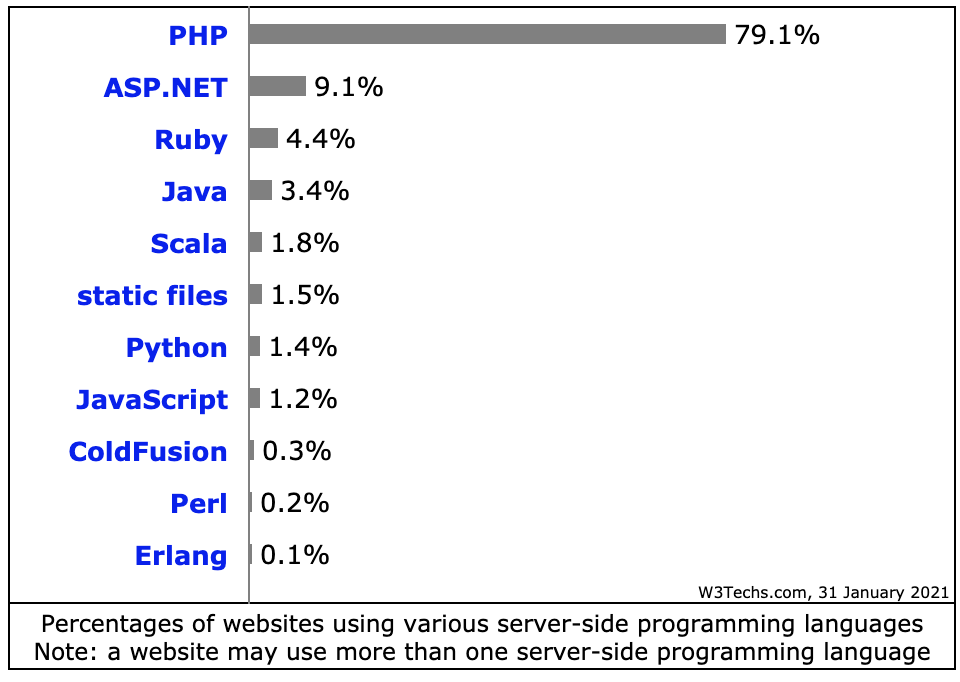 PHP 79.1%
ASP.NET 9.1%
Ruby 4.4%
Java 3.4%
Scala 1.8%
static files 1.5%
Python 1.4%
JavaScript 1.2%
ColdFusion 0.3%
Perl 0.2%
Erlang 0.1%
W3Techs.com, 31 January 2021
Percentages of websites using various server-side programming languages
Note: a website may use more than one server-side programming language